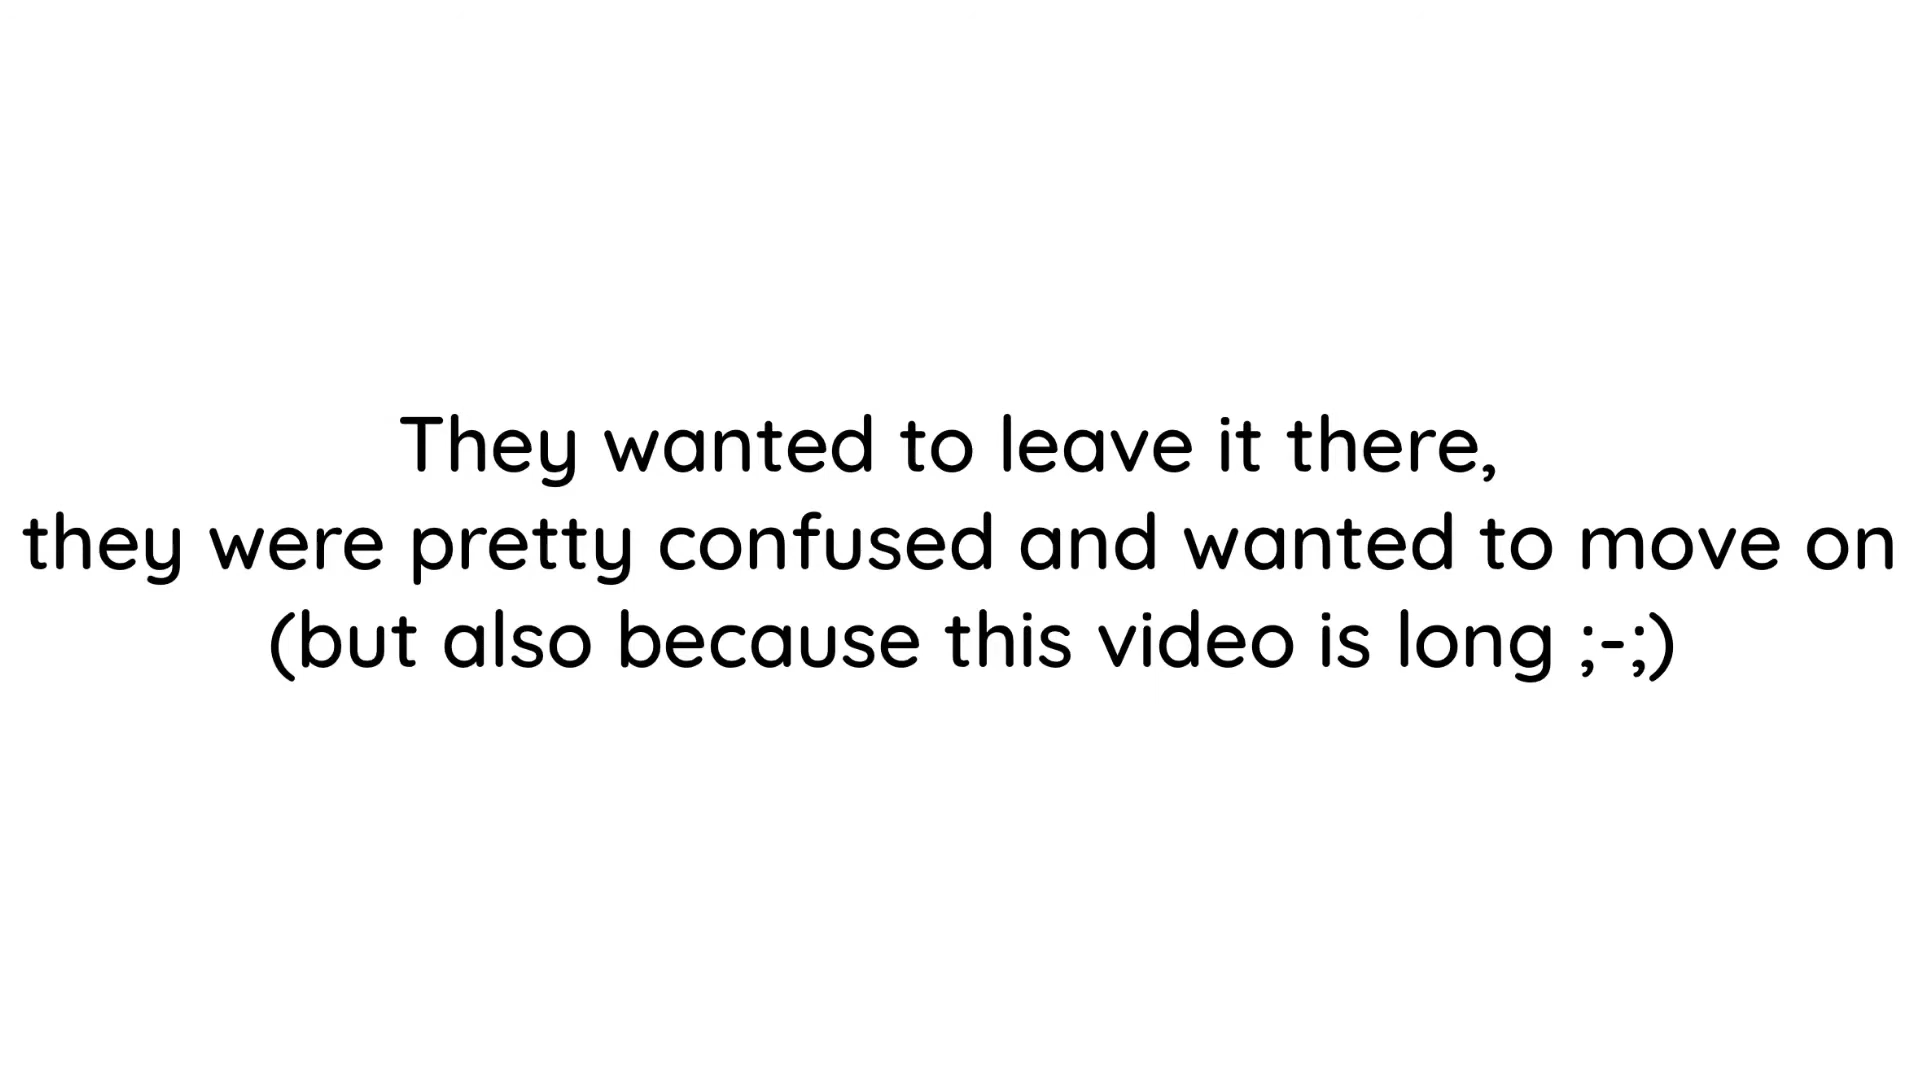 They wanted to leave it there,
they were pretty confused and wanted to move on
(but also because this video is long ;-;)